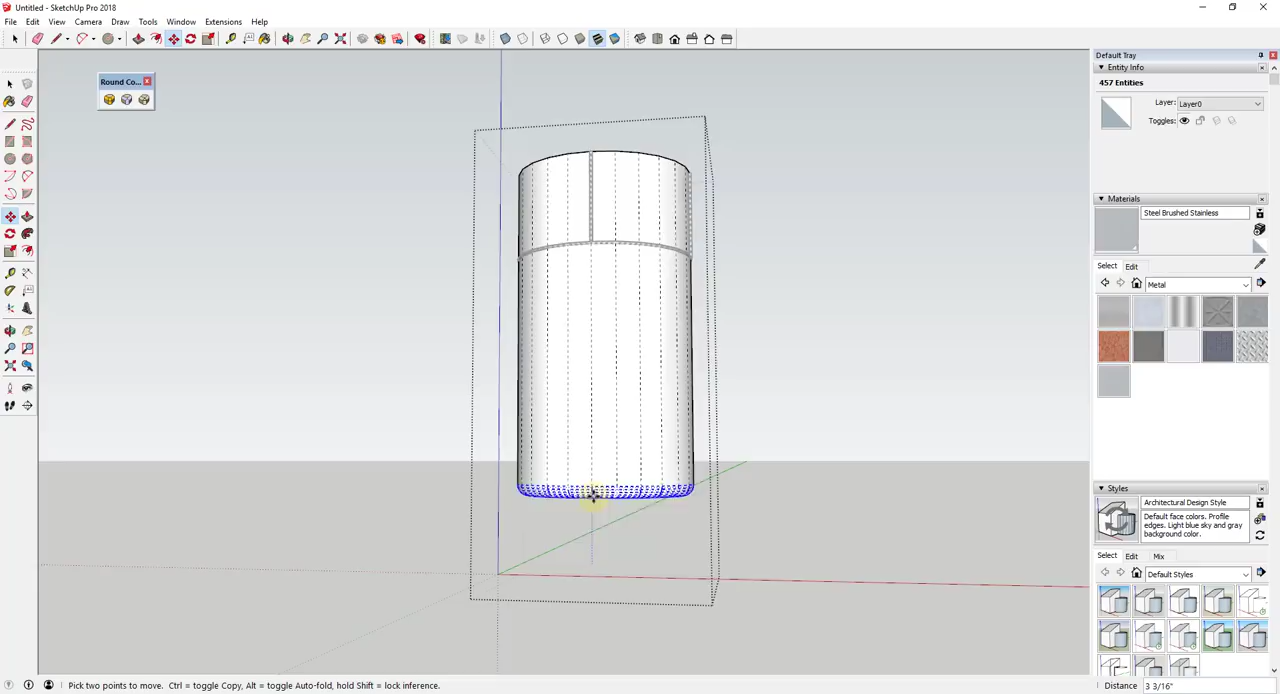 Untitled - SketchUp Pro 2018
File Edit View Camera Draw Tools Window Extensions Help
Round Co...
Default Tray
Entity Info
457 Entities
Layer: Layer0
Toggles:
Materials
Steel Brushed Stainless
Select Edit
Metal
Styles
Architectural Design Style
Default face colors. Profile
edges. Light blue sky and gray
background color.
Select Edit Mix
Default Styles
Pick two points to move. Ctrl = toggle Copy, Alt = toggle Auto-fold, hold Shift = lock inference.
Distance 3 3/16"